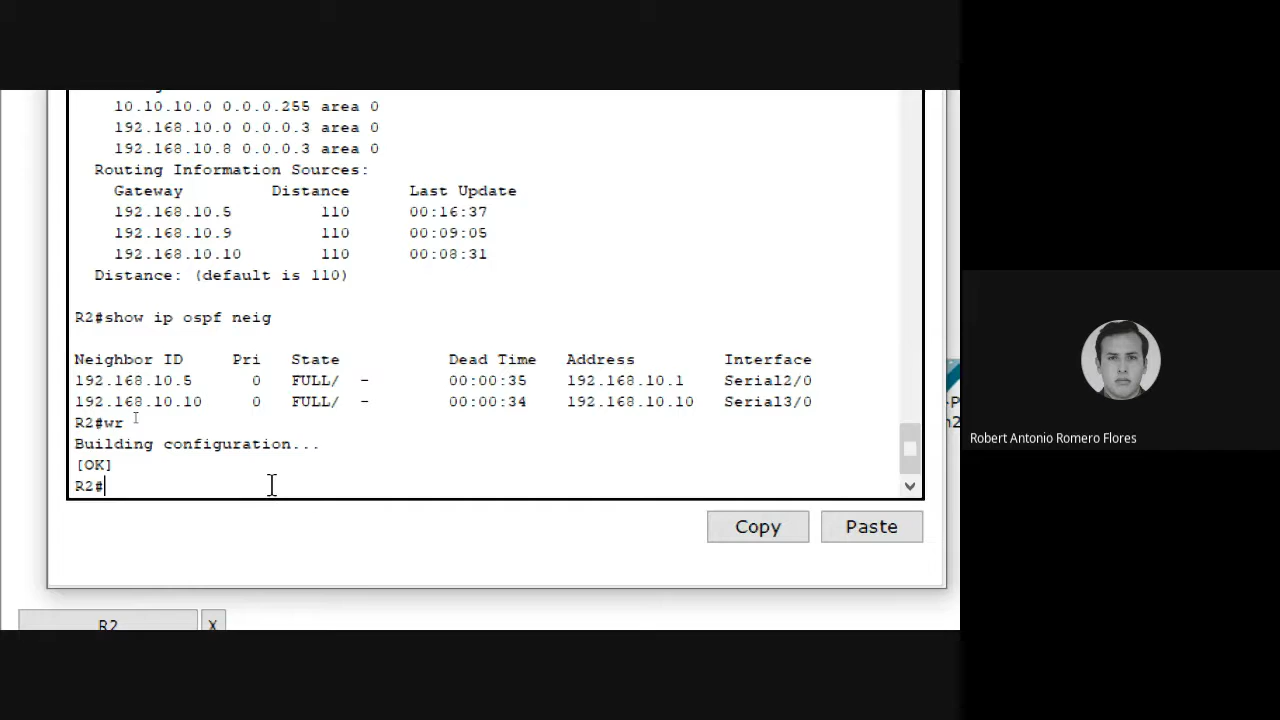 10.10.10.0 0.0.0.255 area 0
192.168.10.0 0.0.0.3 area 0
192.168.10.8 0.0.0.3 area 0
Routing Information Sources:
Gateway Distance Last Update
192.168.10.5 110 00:16:37
192.168.10.9 110 00:09:05
192.168.10.10 110 00:08:31
Distance: (default is 110)
R2#show ip ospf neig
Neighbor ID Pri State Dead Time Address Interface
192.168.10.5 0 FULL/ - 00:00:35 192.168.10.1 Serial2/0
192.168.10.10 0 FULL/ - 00:00:34 192.168.10.10 Serial3/0
R2#wr
Building configuration...
[OK]
R2#
Copy Paste
R2 X
Robert Antonio Romero Flores